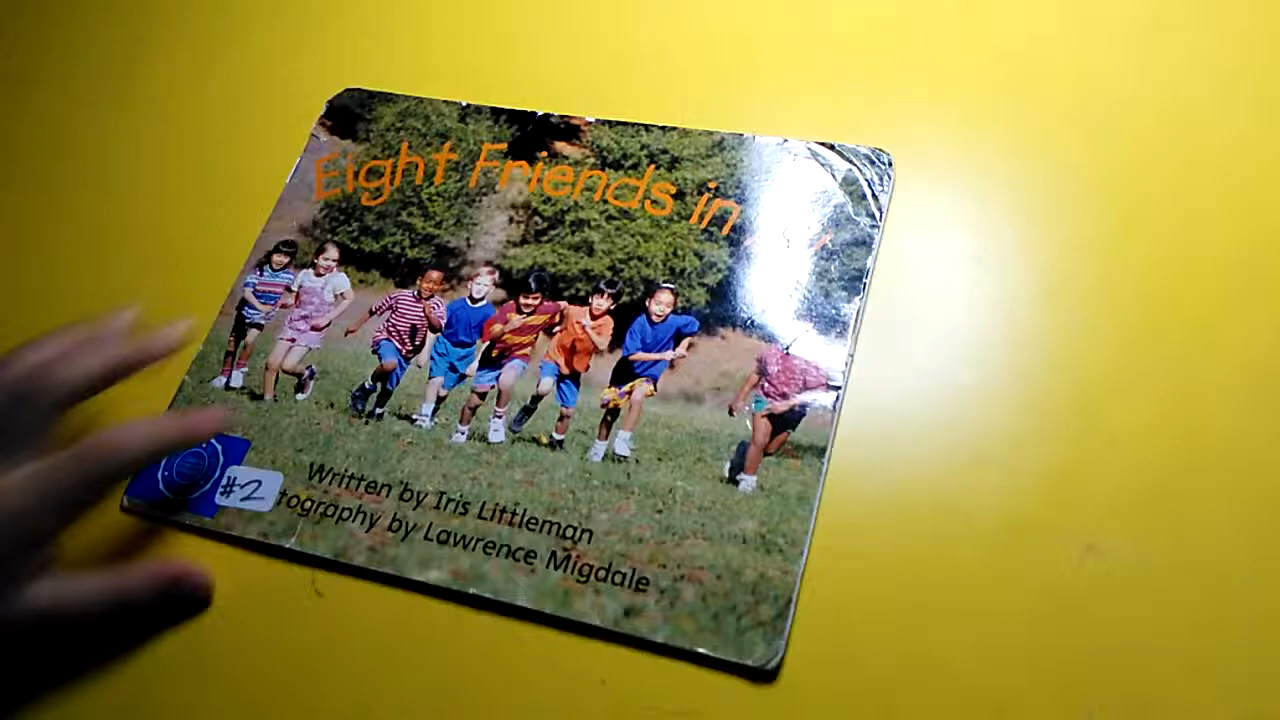 Eight Friends in
#2
Written by Iris Littleman
tography by Lawrence Migdale